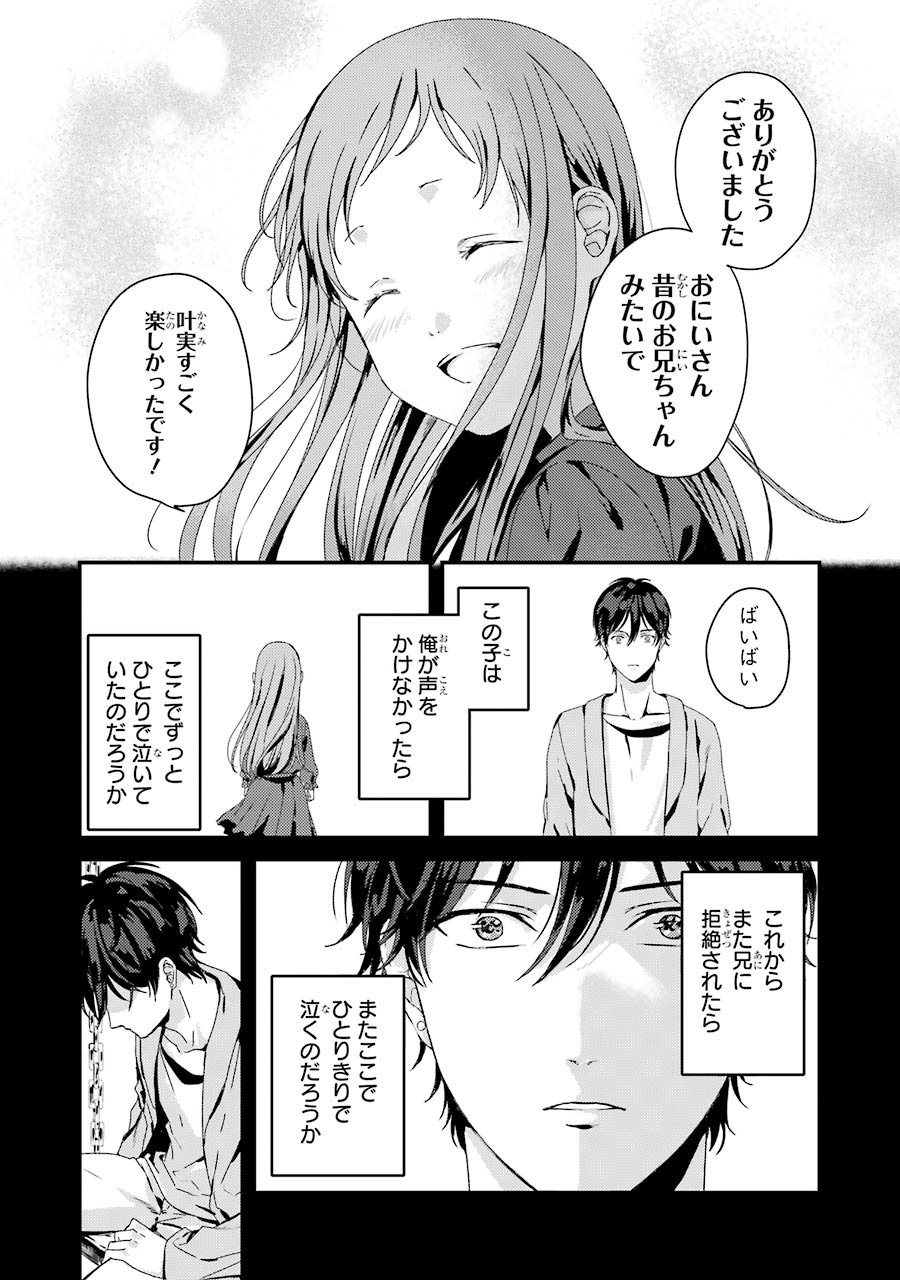 ありがとう
ございました
おにいさん
昔のお兄ちゃん
みたいで
叶実すごく
楽しかったです！
ばいばい
この子は
俺が声を
かけなかったら
ここでずっと
ひとりで泣いて
いたのだろうか
これから
また兄に
拒絶されたら
またここで
ひとりきりで
泣くのだろうか